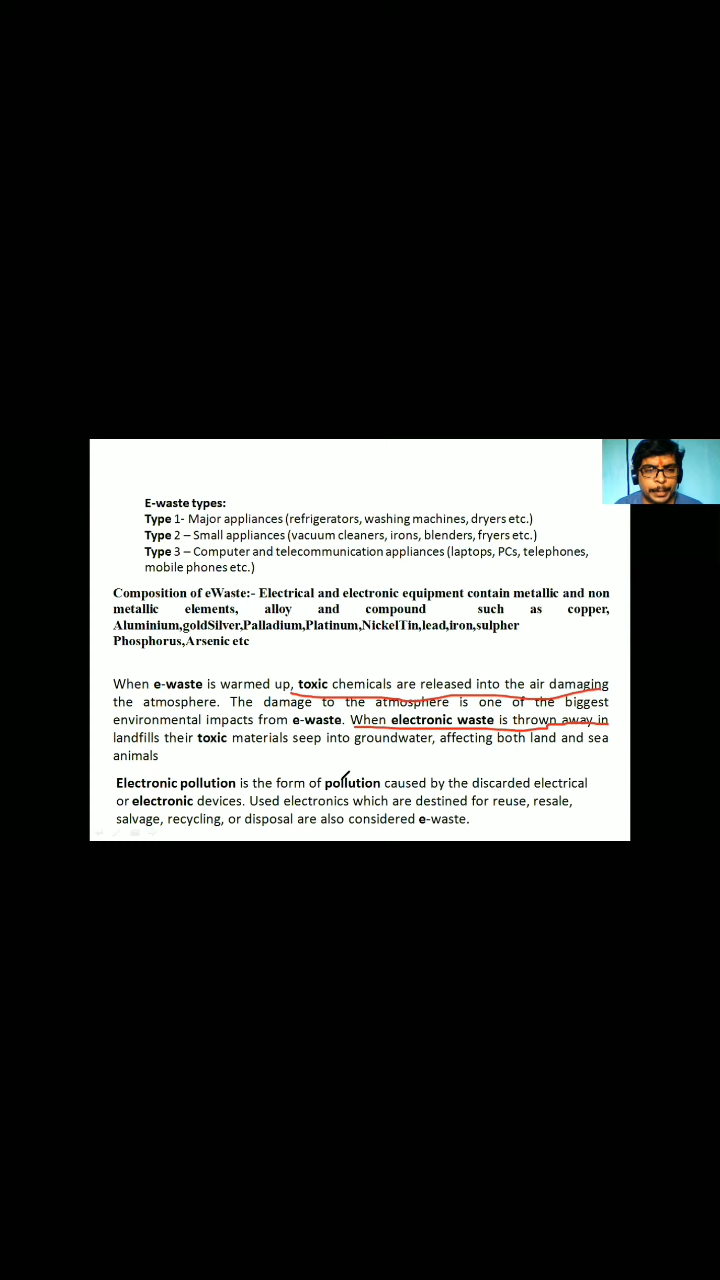 E-waste types:
Type 1- Major appliances (refrigerators, washing machines, dryers etc.)
Type 2 – Small appliances (vacuum cleaners, irons, blenders, fryers etc.)
Type 3 – Computer and telecommunication appliances (laptops, PCs, telephones,
mobile phones etc.)
Composition of eWaste:- Electrical and electronic equipment contain metallic and non
metallic elements, alloy and compound such as copper,
Aluminium,goldSilver,Palladium,Platinum,NickelTin,lead,iron,sulpher
Phosphorus,Arsenic etc
When e-waste is warmed up, toxic chemicals are released into the air damaging
the atmosphere. The damage to the atmosphere is one of the biggest
environmental impacts from e-waste. When electronic waste is thrown away in
landfills their toxic materials seep into groundwater, affecting both land and sea
animals
Electronic pollution is the form of pollution caused by the discarded electrical
or electronic devices. Used electronics which are destined for reuse, resale,
salvage, recycling, or disposal are also considered e-waste.